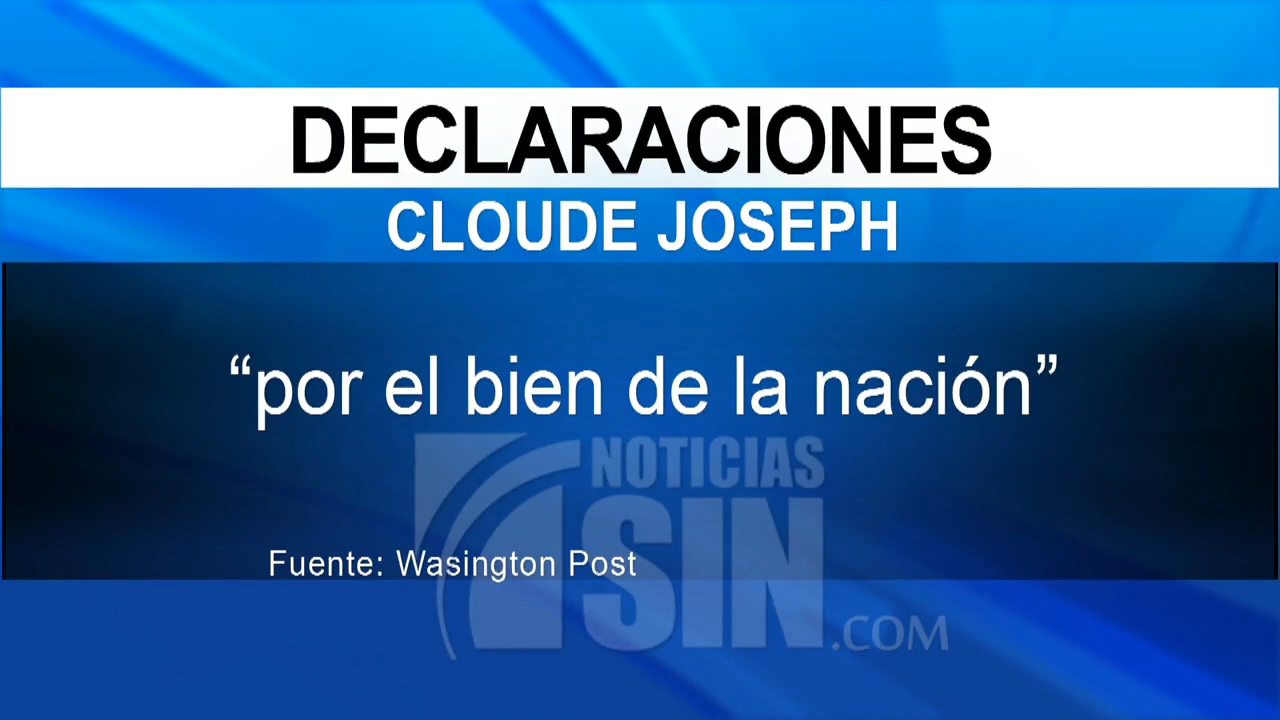 DECLARACIONES
CLOUDE JOSEPH
“por el bien de la nación”
NOTICIAS
SIN
.COM
Fuente: Wasington Post